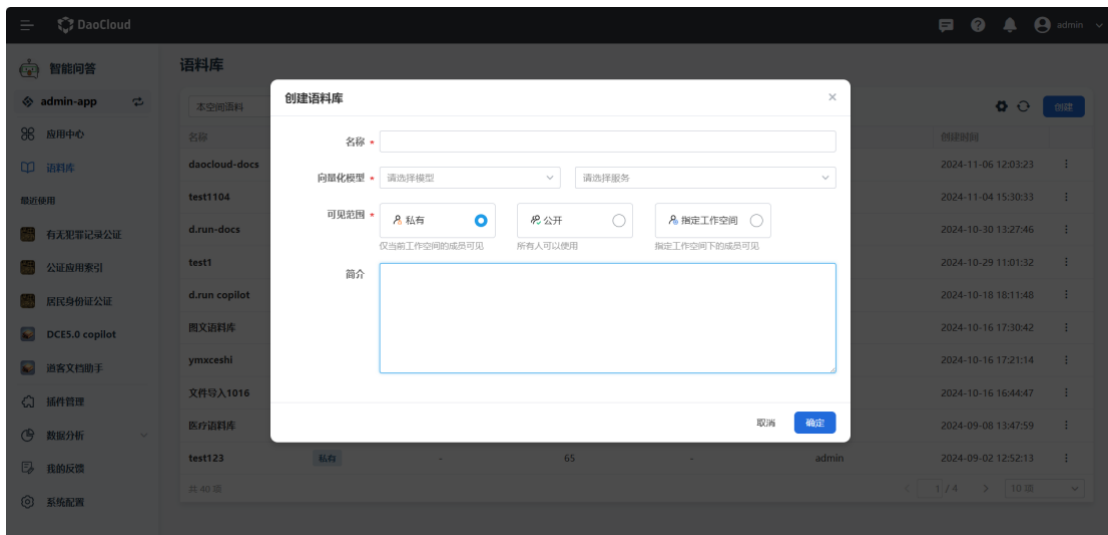 DaoCloud
admin
智能问答
admin-app
应用中心
语料库
最近使用
有无犯罪记录公证
公证应用索引
居民身份证公证
DCE5.0 copilot
道客文档助手
插件管理
数据分析
我的反馈
系统配置
语料库
本空间语料
创建
名称
创建时间
daocloud-docs
2024-11-06 12:03:23
test1104
2024-11-04 15:30:33
d.run-docs
2024-10-30 13:27:46
test1
2024-10-29 11:01:32
d.run copilot
2024-10-18 18:11:48
图文语料库
2024-10-16 17:30:42
ymxceshi
2024-10-16 17:21:14
文件导入1016
2024-10-16 16:44:47
医疗语料库
2024-09-08 13:47:59
test123 私有 - 65 - admin 2024-09-02 12:52:13
共 40 项
1 / 4
10 项
创建语料库
名称 *
向量化模型 * 请选择模型 请选择服务
可见范围 * 私有 公开 指定工作空间
仅当前工作空间的成员可见 所有人可以使用 指定工作空间下的成员可见
简介
取消 确定